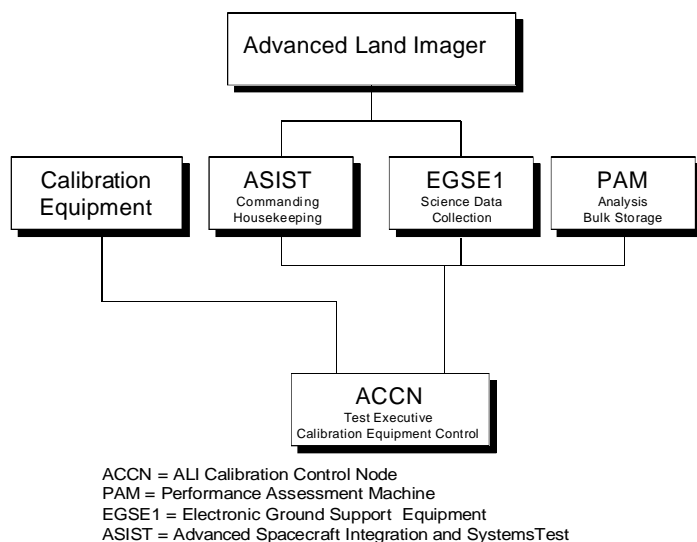 Advanced Land Imager
Calibration
Equipment
ASIST
Commanding
Housekeeping
EGSE1
Science Data
Collection
PAM
Analysis
Bulk Storage
ACCN
Test Executive
Calibration Equipment Control
ACCN = ALI Calibration Control Node
PAM = Performance Assessment Machine
EGSE1 = Electronic Ground Support Equipment
ASIST = Advanced Spacecraft Integration and SystemsTest